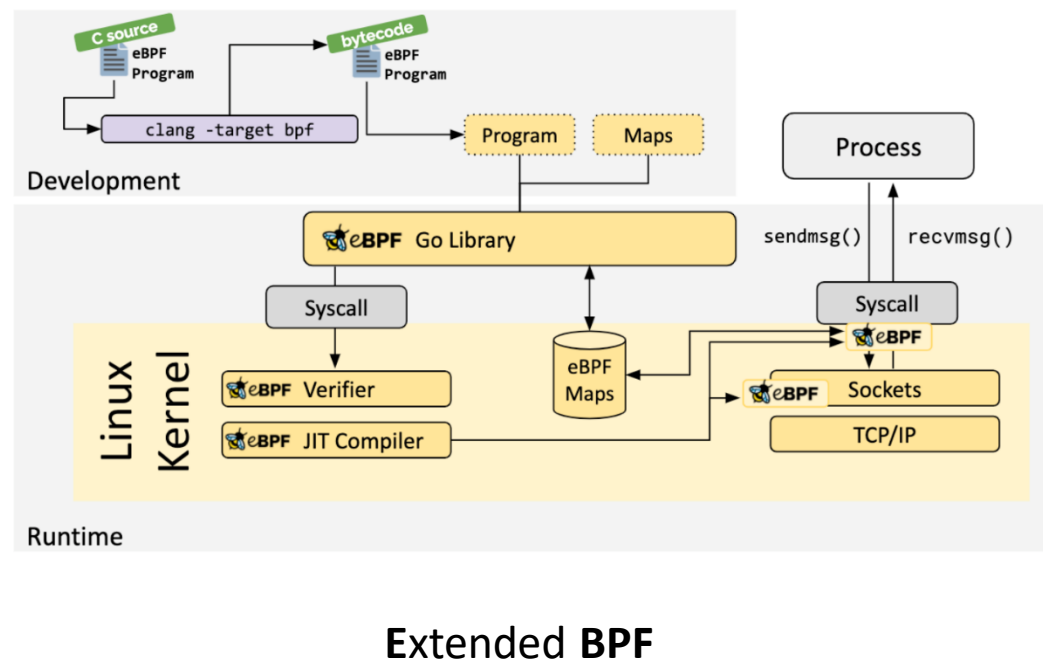 C source
eBPF
Program
bytecode
eBPF
Program
clang -target bpf
Program
Maps
Development
Process
eBPF Go Library
sendmsg()
recvmsg()
Syscall
Syscall
eBPF
Linux
Kernel
eBPF
Maps
eBPF Verifier
eBPF Sockets
eBPF JIT Compiler
TCP/IP
Runtime
Extended BPF